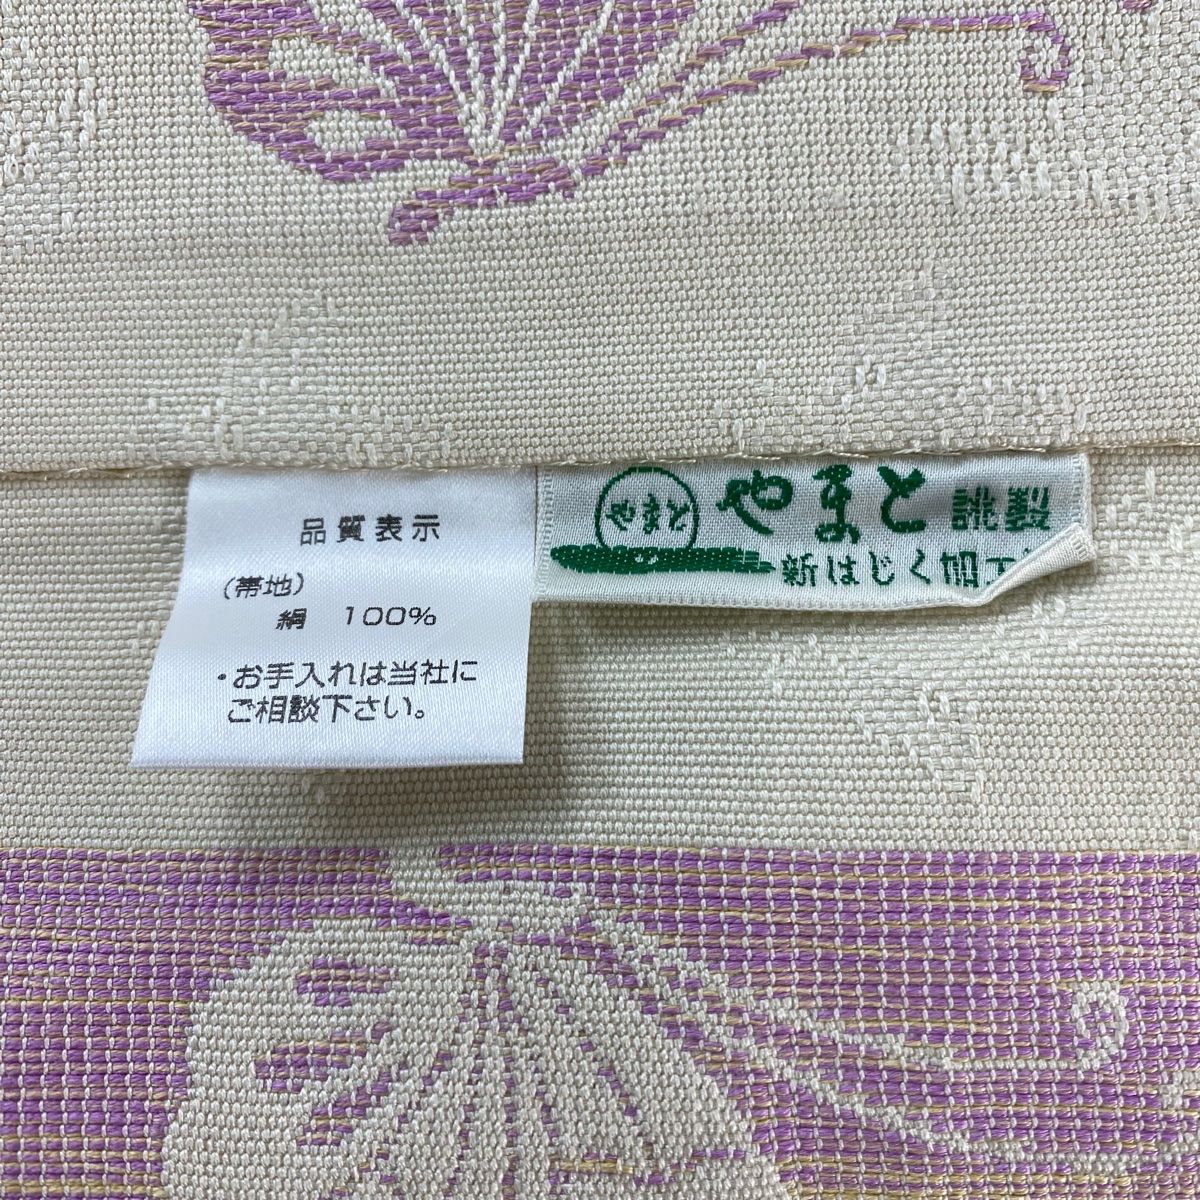 品質表示
(帯地)
絹 100%
・お手入れは当社に
ご相談下さい。
やまと
やまと 誂製
新はじく加工